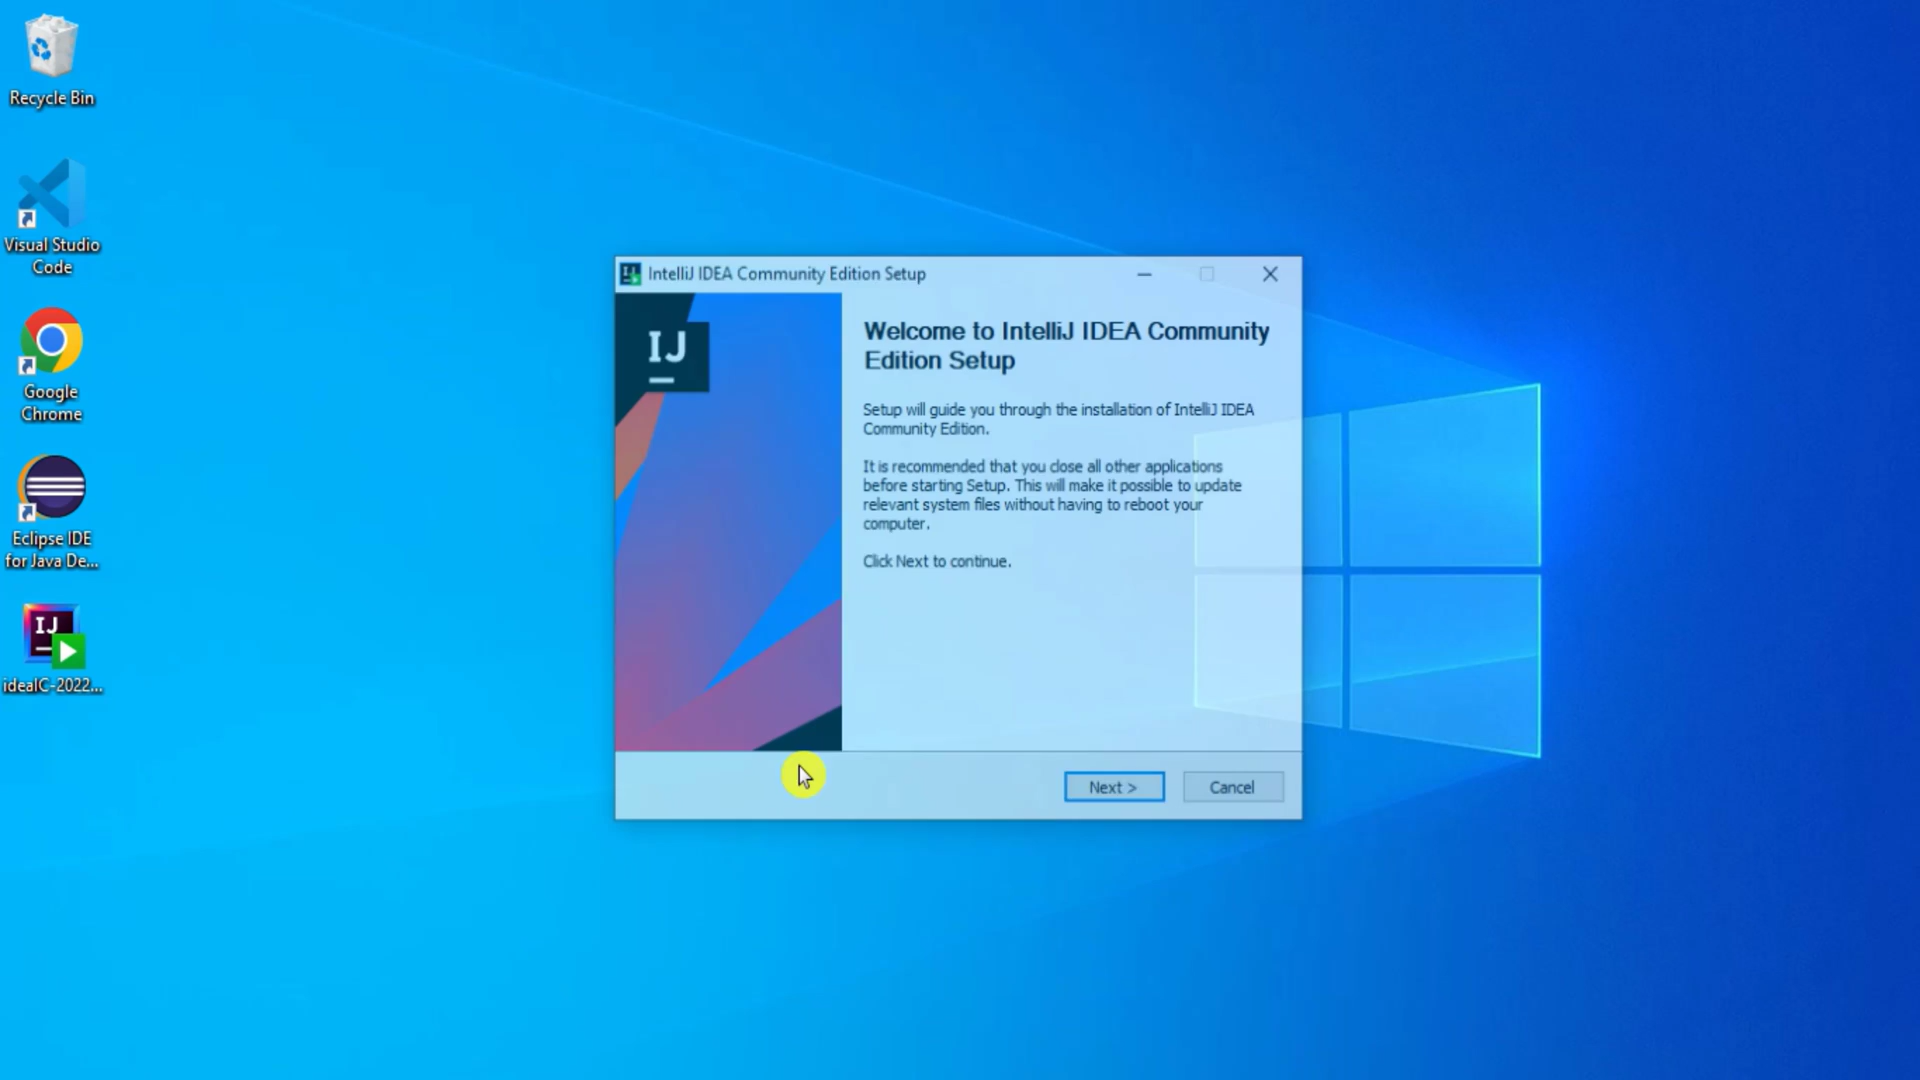 Recycle Bin
Visual Studio
Code
Google
Chrome
Eclipse IDE
for Java De...
IJ
ideaIC-2022...
IJ IntelliJ IDEA Community Edition Setup
IJ
Welcome to IntelliJ IDEA Community
Edition Setup
Setup will guide you through the installation of IntelliJ IDEA
Community Edition.
It is recommended that you close all other applications
before starting Setup. This will make it possible to update
relevant system files without having to reboot your
computer.
Click Next to continue.
Next >
Cancel